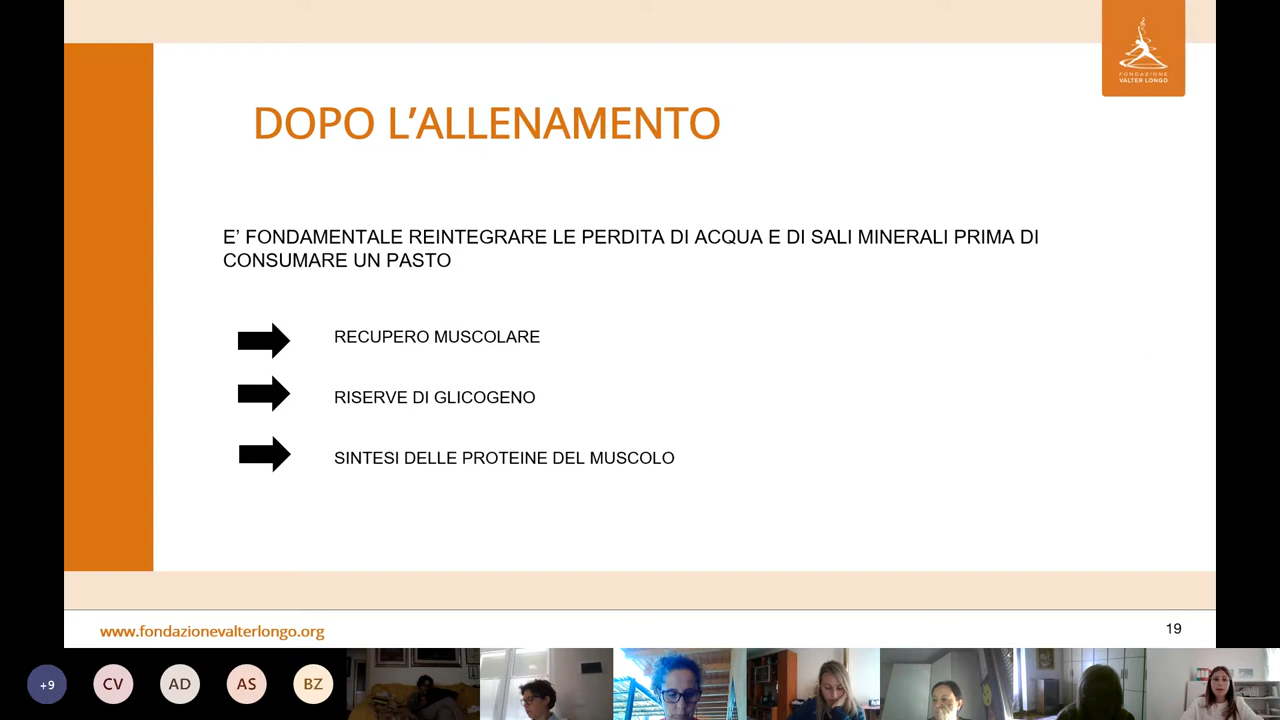 FONDAZIONE
VALTER LONGO
DOPO L’ALLENAMENTO
E’ FONDAMENTALE REINTEGRARE LE PERDITA DI ACQUA E DI SALI MINERALI PRIMA DI
CONSUMARE UN PASTO
RECUPERO MUSCOLARE
RISERVE DI GLICOGENO
SINTESI DELLE PROTEINE DEL MUSCOLO
www.fondazionevalterlongo.org
19
+9
CV
AD
AS
BZ